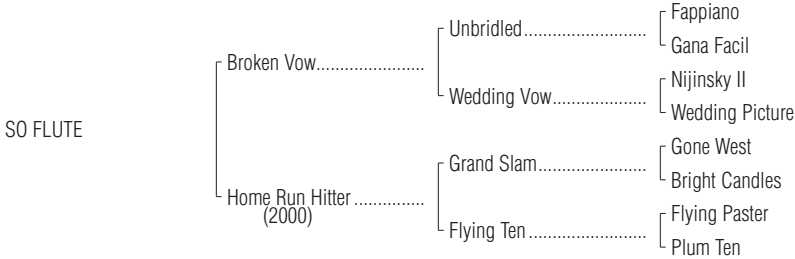 Fappiano
Unbridled..........................
Gana Facil
Broken Vow.......................
Nijinsky II
Wedding Vow....................
Wedding Picture
SO FLUTE
Gone West
Grand Slam.......................
Bright Candles
Home Run Hitter ...............
(2000)
Flying Paster
Flying Ten.........................
Plum Ten